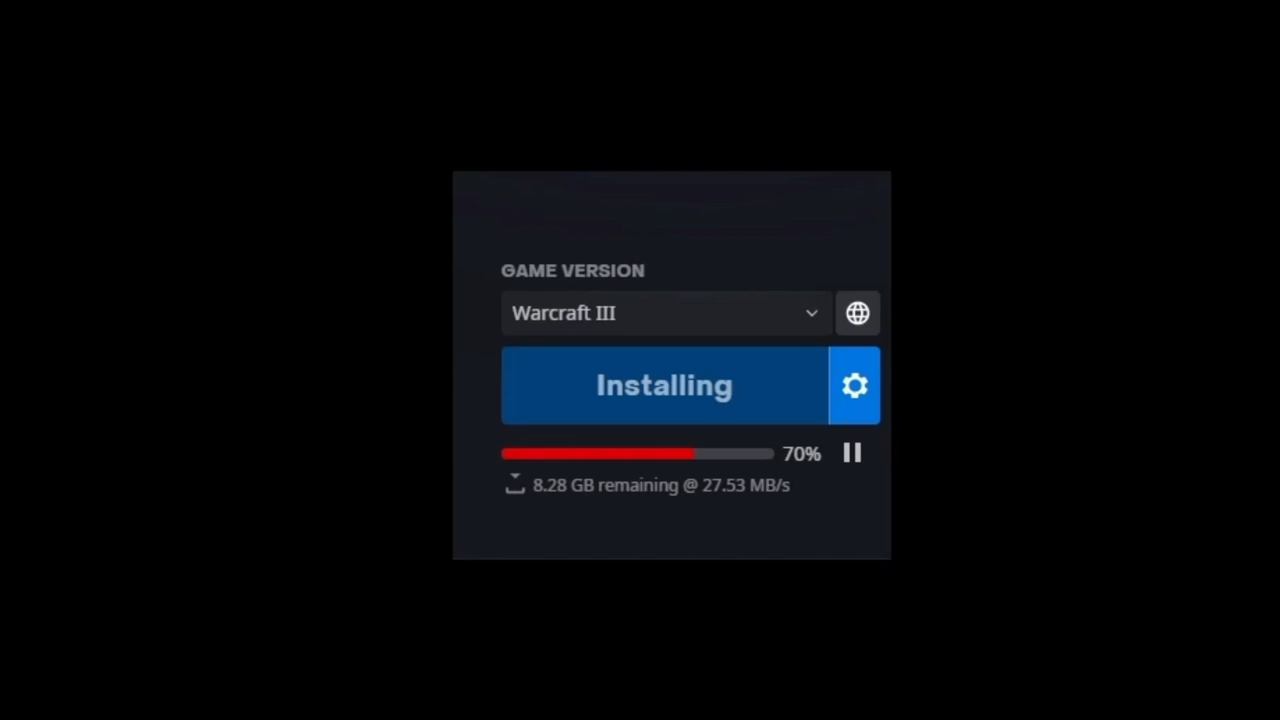 GAME VERSION
Warcraft III
Installing
70%
8.28 GB remaining @ 27.53 MB/s